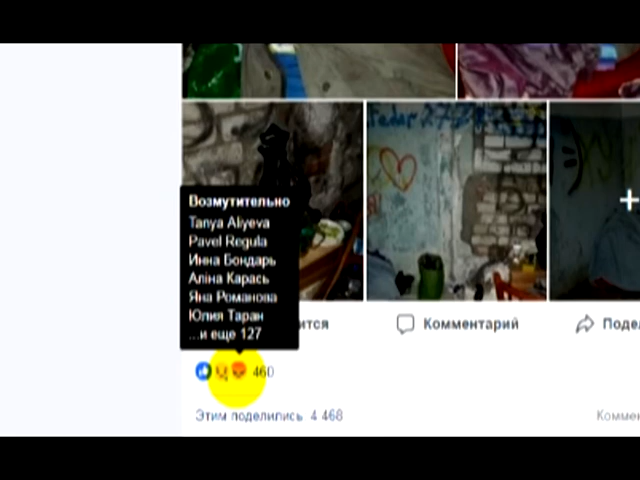 Возмутительно
Tanya Aliyeva
Pavel Regula
Инна Бондарь
Аліна Карась
Яна Романова
Юлия Таран
...и еще 127
ится
Комментарий
Поде
460
Этим поделились 4 468
Коммен